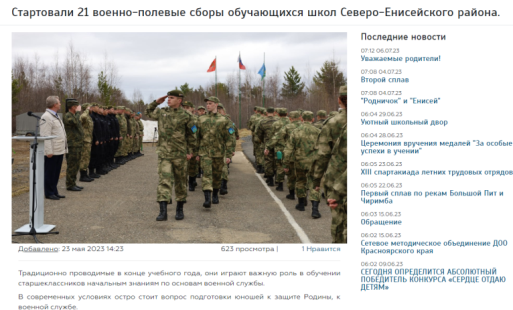 Стартовали 21 военно-полевые сборы обучающихся школ Северо-Енисейского района.
Добавлено: 23 мая 2023 14:23
623 просмотра |
1 Нравится
Традиционно проводимые в конце учебного года, они играют важную роль в обучении
старшеклассников начальным знаниям по основам военной службы.
В современных условиях остро стоит вопрос подготовки юношей к защите Родины, к
военной службе.
Последние новости
07:12 06.07.23
Уважаемые родители!
07:08 04.07.23
Второй сплав
07:08 04.07.23
"Родничок" и "Енисей"
06:04 29.06.23
Уютный школьный двор
06:04 28.06.23
Церемония вручения медалей "За особые
успехи в учении"
06:05 23.06.23
XIII спартакиада летних трудовых отрядов
06:05 22.06.23
Первый сплав по рекам Большой Пит и
Чиримба
06:03 15.06.23
Обращение
06:02 15.06.23
Сетевое методическое объединение ДОО
Красноярского края
06:02 09.06.23
СЕГОДНЯ ОПРЕДЕЛИТСЯ АБСОЛЮТНЫЙ
ПОБЕДИТЕЛЬ КОНКУРСА «СЕРДЦЕ ОТДАЮ
ДЕТЯМ»